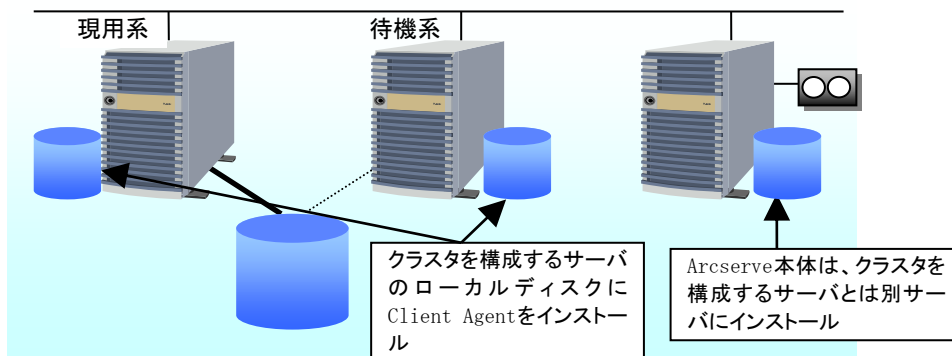 現用系
待機系
クラスタを構成するサーバ
のローカルディスクに
Client Agentをインストー
ル
Arcserve本体は、クラスタを
構成するサーバとは別サー
バにインストール